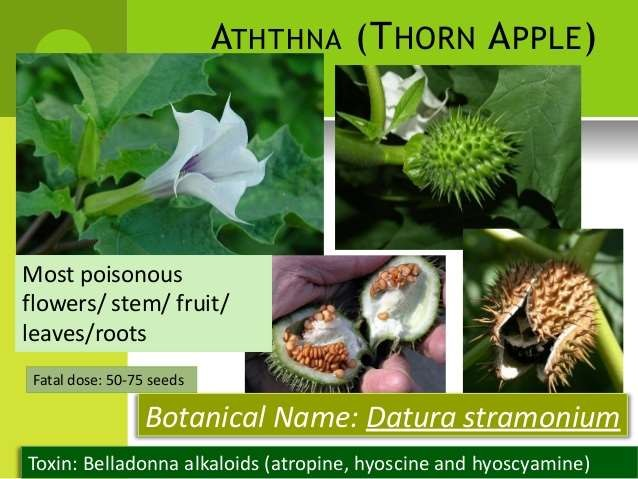 ATHTHNA (THORN APPLE)
Most poisonous
flowers/ stem/ fruit/
leaves/roots
Fatal dose: 50-75 seeds
Botanical Name: Datura stramonium
Toxin: Belladonna alkaloids (atropine, hyoscine and hyoscyamine)